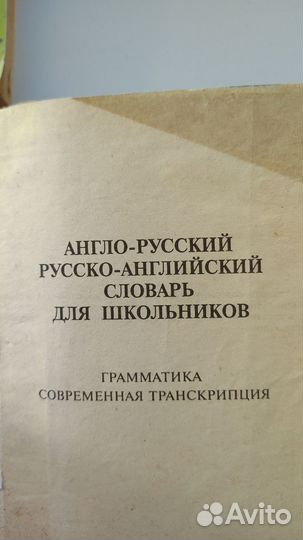 АНГЛО-РУССКИЙ
РУССКО-АНГЛИЙСКИЙ
СЛОВАРЬ
ДЛЯ ШКОЛЬНИКОВ
ГРАММАТИКА
СОВРЕМЕННАЯ ТРАНСКРИПЦИЯ
Avito